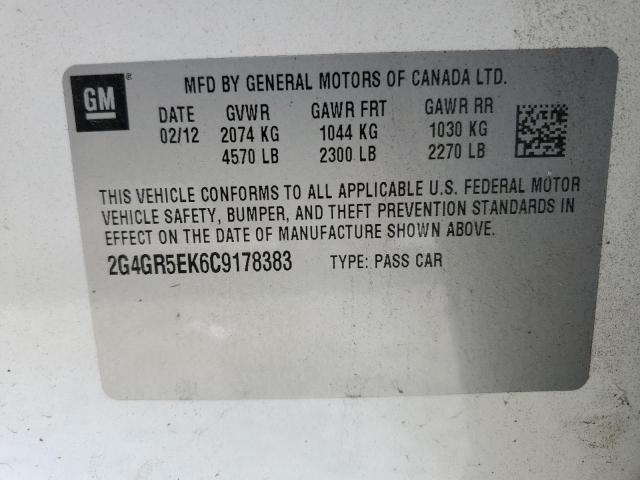 GM ®
MFD BY GENERAL MOTORS OF CANADA LTD.
DATE GVWR GAWR FRT GAWR RR
02/12 2074 KG 1044 KG 1030 KG
4570 LB 2300 LB 2270 LB
THIS VEHICLE CONFORMS TO ALL APPLICABLE U.S. FEDERAL MOTOR
VEHICLE SAFETY, BUMPER, AND THEFT PREVENTION STANDARDS IN
EFFECT ON THE DATE OF MANUFACTURE SHOWN ABOVE.
2G4GR5EK6C9178383 TYPE: PASS CAR